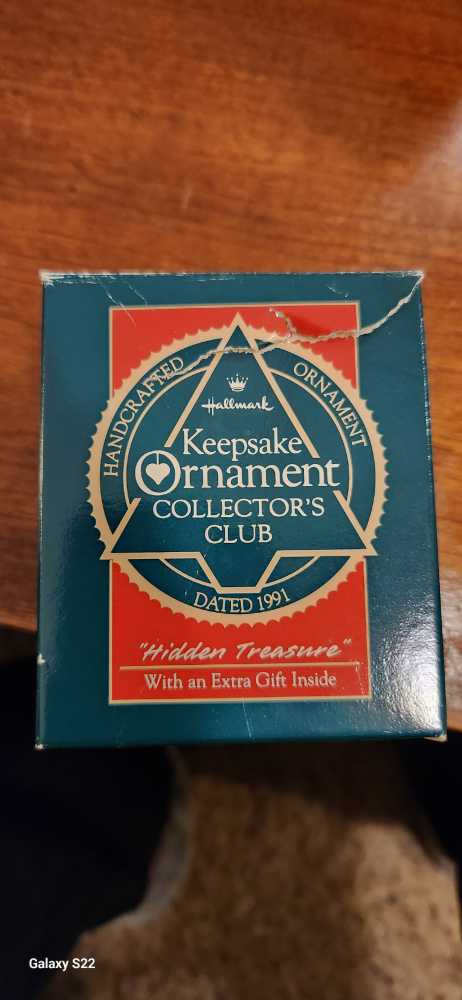 HANDCRAFTED ORNAMENT
Hallmark
Keepsake
Ornament
COLLECTOR'S
CLUB
DATED 1991
"Hidden Treasure"
With an Extra Gift Inside
Galaxy S22